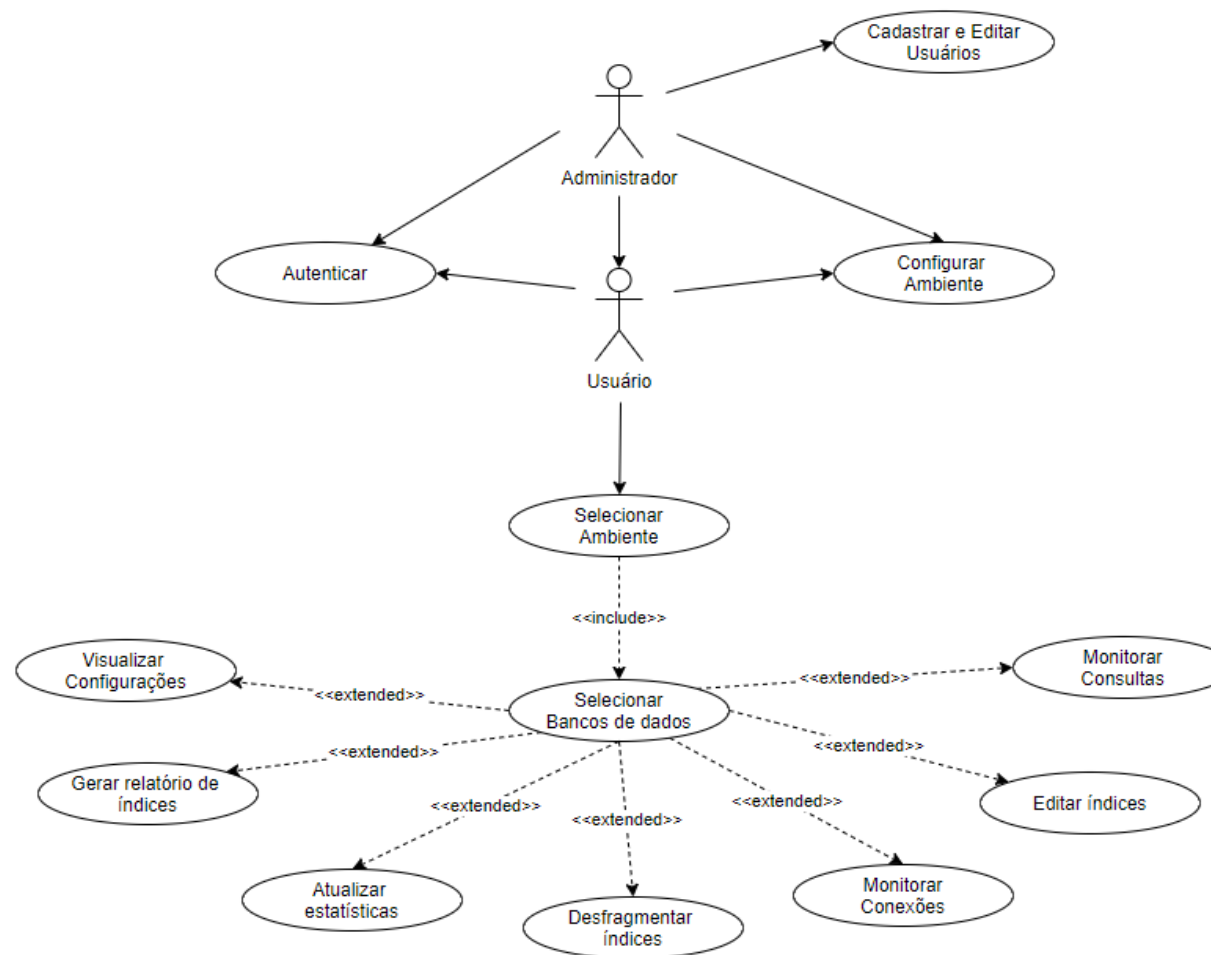 Cadastrar e Editar
Usuários
Administrador
Autenticar
Configurar
Ambiente
Usuário
Selecionar
Ambiente
<<include>>
Visualizar
Configurações
<<extended>>
Selecionar
Bancos de dados
<<extended>>
Monitorar
Consultas
<<extended>>
<<extended>>
Gerar relatório de
índices
<<extended>>
<<extended>>
<<extended>>
Editar índices
Atualizar
estatísticas
Desfragmentar
índices
Monitorar
Conexões